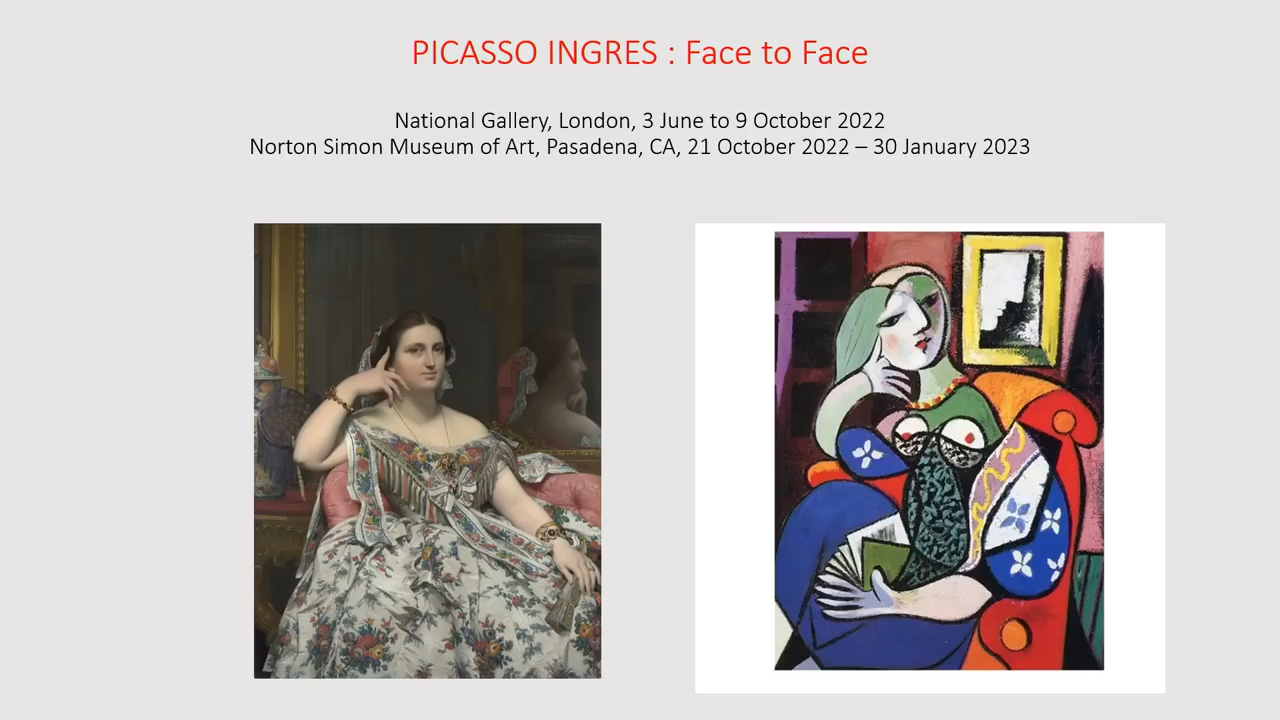 PICASSO INGRES : Face to Face
National Gallery, London, 3 June to 9 October 2022
Norton Simon Museum of Art, Pasadena, CA, 21 October 2022 – 30 January 2023